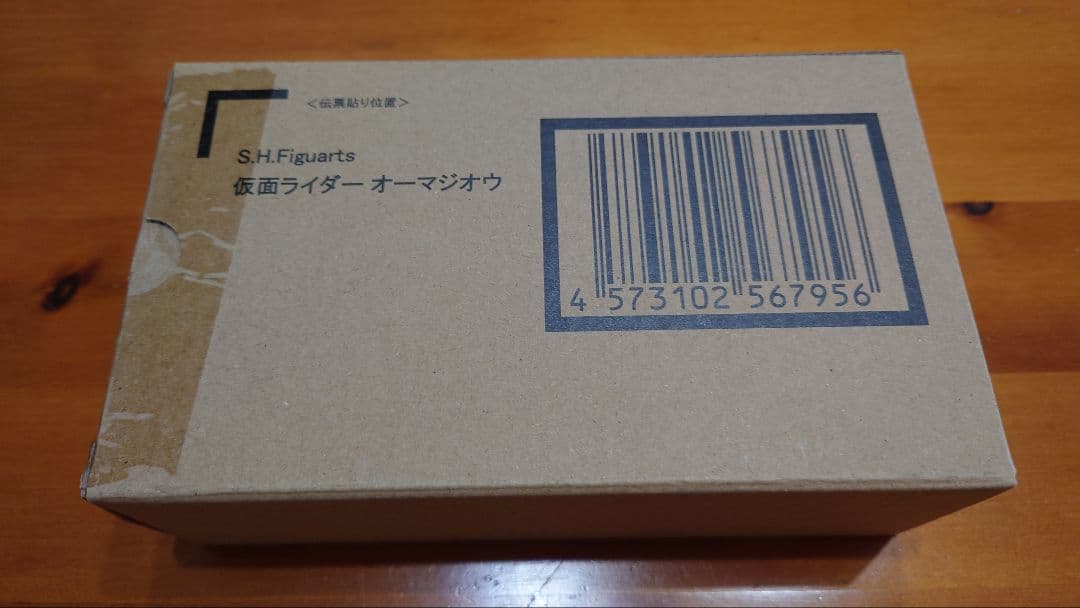 <伝票貼り位置>
S.H.Figuarts
仮面ライダー オーマジオウ
4 573102 567956